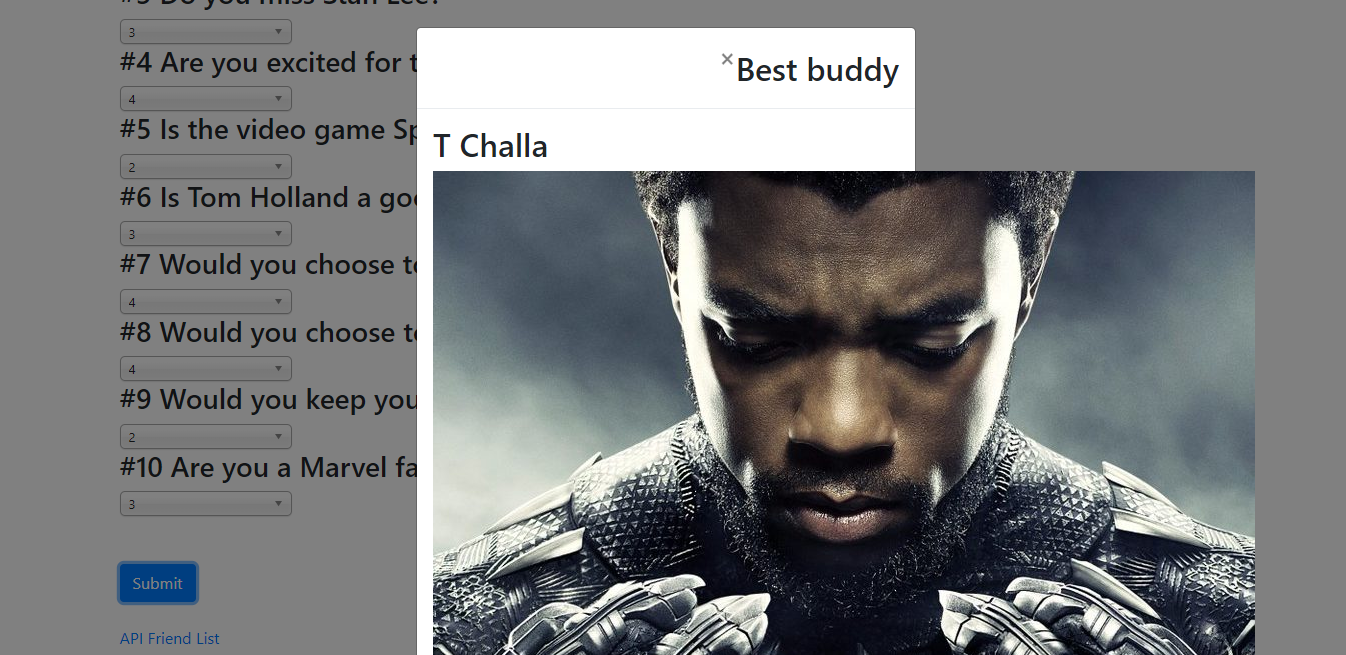 #3 Do you miss Stan Lee?
3
#4 Are you excited for t
4
#5 Is the video game Sp
2
#6 Is Tom Holland a goo
3
#7 Would you choose to
4
#8 Would you choose to
4
#9 Would you keep you
2
#10 Are you a Marvel fa
3
Submit
API Friend List
×
Best buddy
T Challa